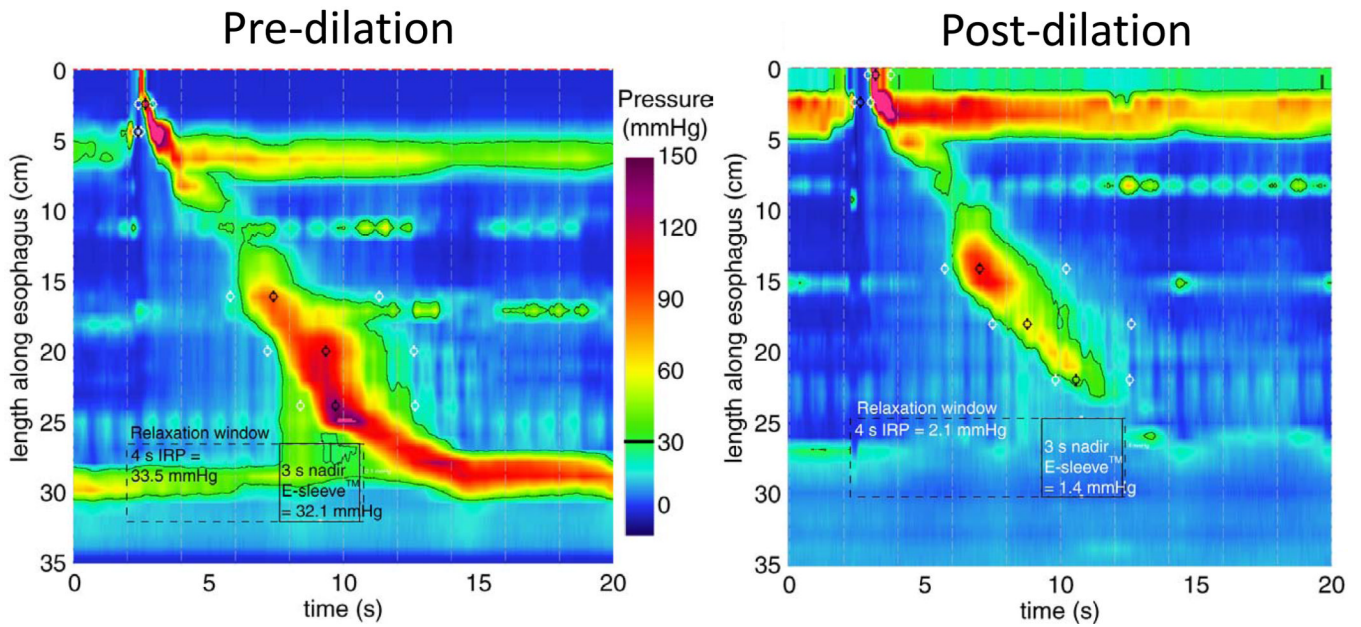 Pre-dilation
Post-dilation
length along esophagus (cm)
0
5
10
15
20
25
30
35
Relaxation window
4 s IRP =
33.5 mmHg
3 s nadir
E-sleeve™
= 32.1 mmHg
0 5 10 15 20
time (s)
Pressure
(mmHg)
150
120
90
60
30
0
length along esophagus (cm)
0
5
10
15
20
25
30
35
Relaxation window
4 s IRP = 2.1 mmHg
3 s nadir
E-sleeve™
= 1.4 mmHg
0 5 10 15 20
time (s)